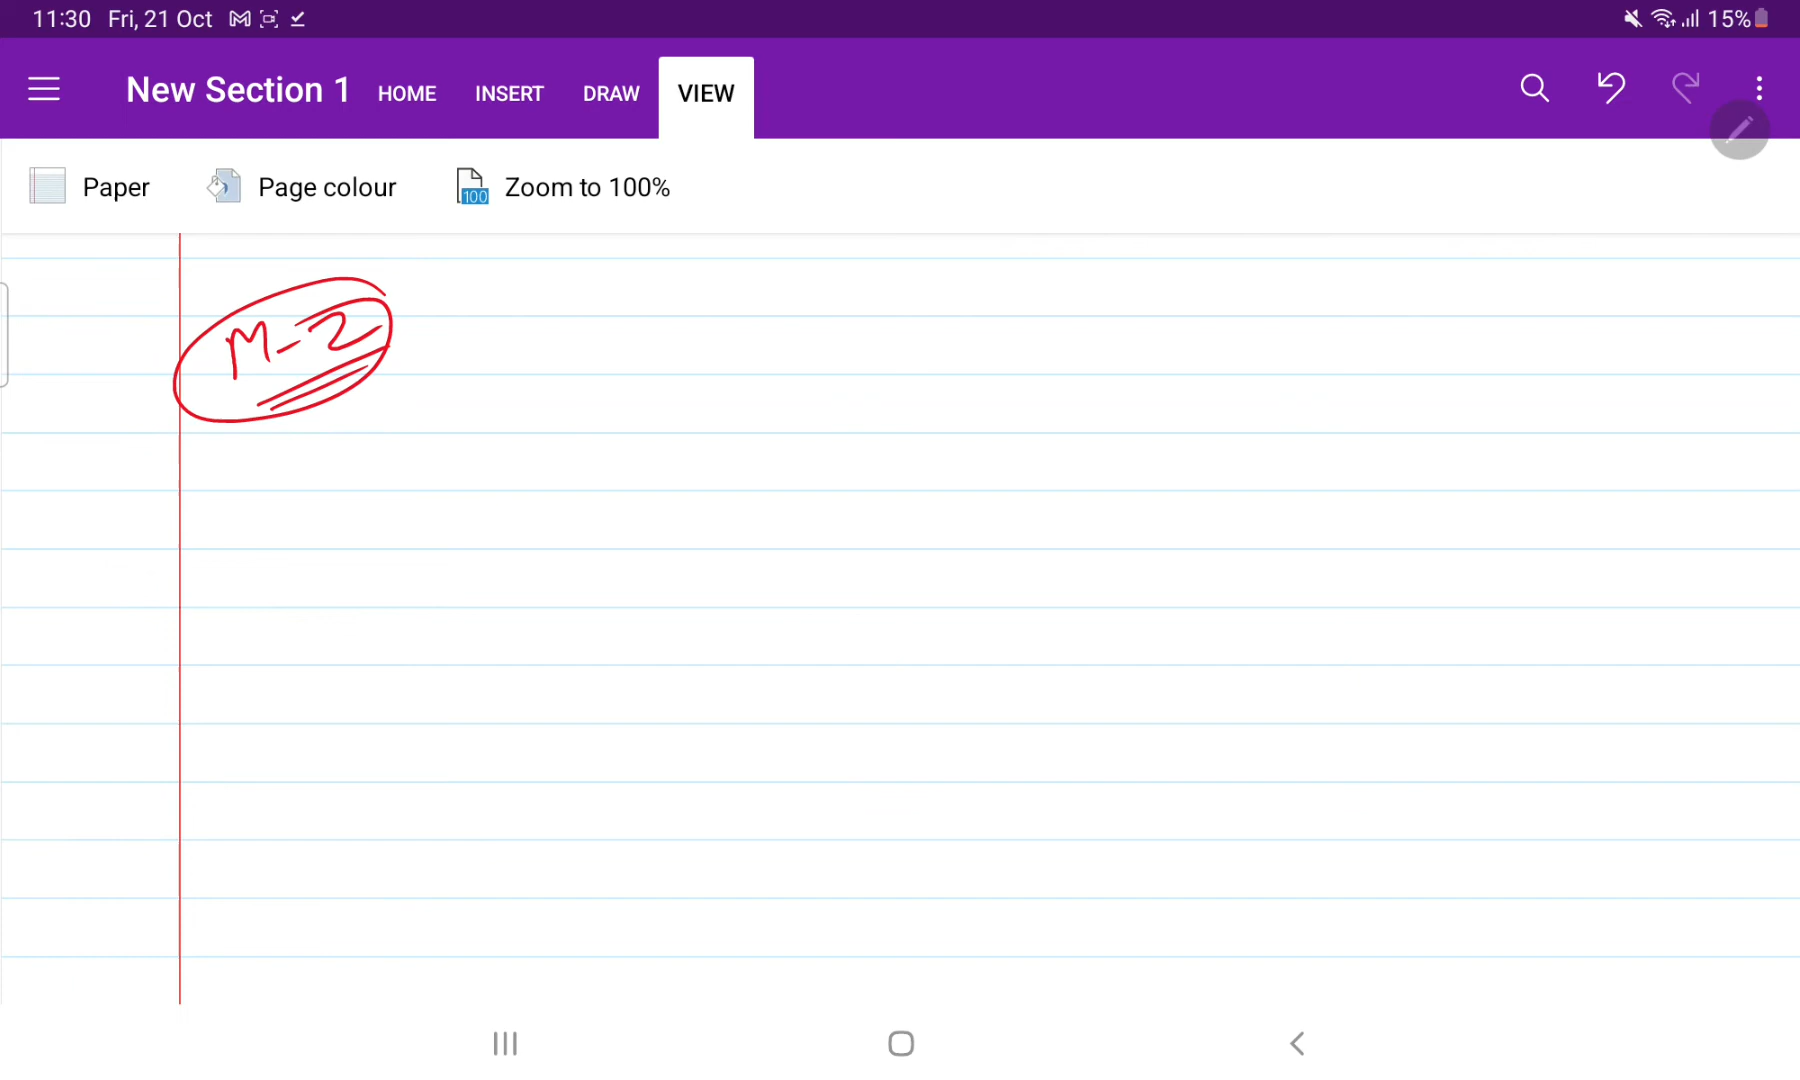 11:30 Fri, 21 Oct 15%
New Section 1 HOME INSERT DRAW VIEW
Paper Page colour 100 Zoom to 100%
M-2